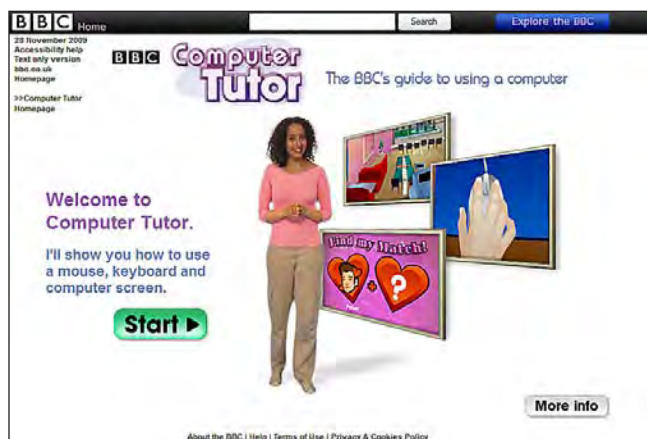 BBC Home
Search
Explore the BBC
28 November 2009
Accessibility help
Text only version
bbc.co.uk
Homepage
>>Computer Tutor
Homepage
BBC Computer
Tutor
The BBC's guide to using a computer
Welcome to
Computer Tutor.
I'll show you how to use
a mouse, keyboard and
computer screen.
Start
Find my Match!
+ ?
More info
About the BBC | Help | Terms of Use | Privacy & Cookies Policy